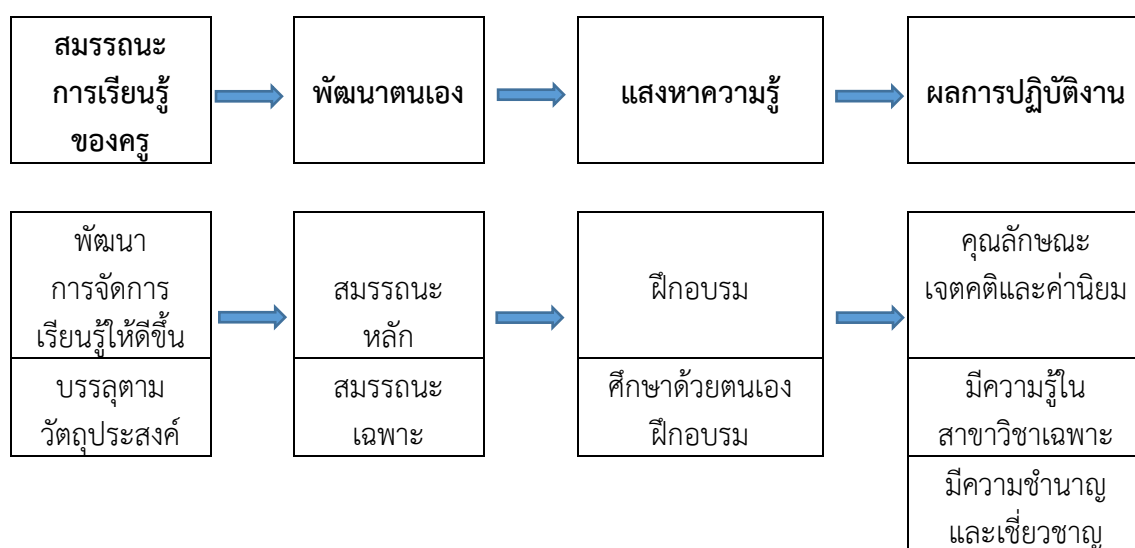 สมรรถนะ
การเรียนรู้
ของครู
พัฒนาตนเอง
แสงหาความรู้
ผลการปฏิบัติงาน
พัฒนา
การจัดการ
เรียนรู้ให้ดีขึ้น
บรรลุตาม
วัตถุประสงค์
สมรรถนะ
หลัก
สมรรถนะ
เฉพาะ
ฝึกอบรม
ศึกษาด้วยตนเอง
ฝึกอบรม
คุณลักษณะ
เจตคติและค่านิยม
มีความรู้ใน
สาขาวิชาเฉพาะ
มีความชำนาญ
และเชี่ยวชาญ